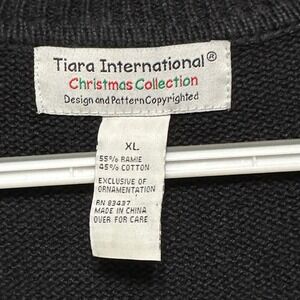 Tiara International®
Christmas Collection
Design and Pattern Copyrighted
XL
55% RAMIE
45% COTTON
EXCLUSIVE OF
ORNAMENTATION
RN 83437
MADE IN CHINA
OVER FOR CARE